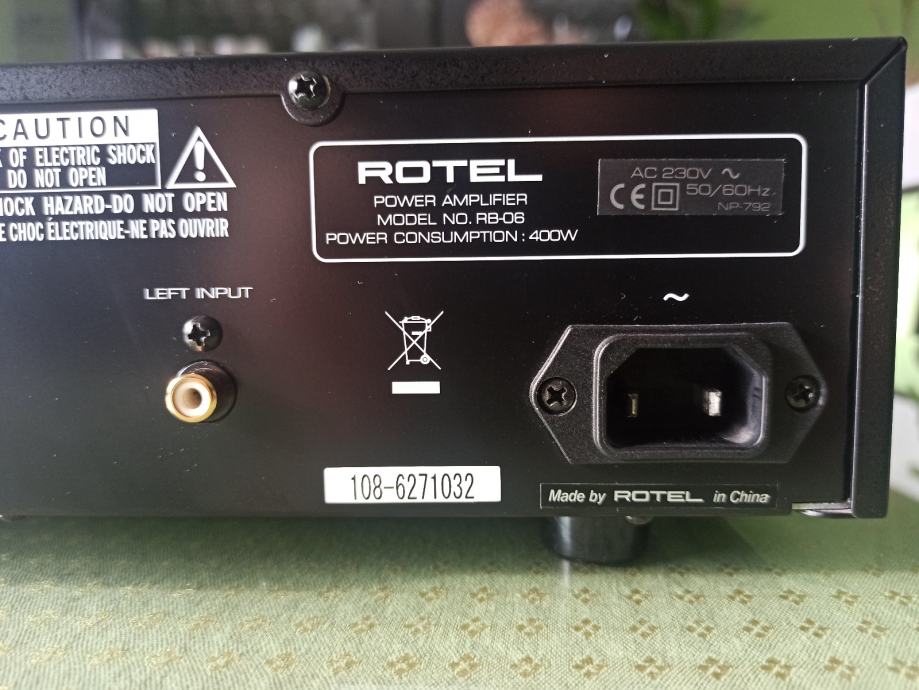 CAUTION
OF ELECTRIC SHOCK
DO NOT OPEN
HOCK HAZARD-DO NOT OPEN
E CHOC ÉLECTRIQUE-NE PAS OUVRIR
ROTEL
POWER AMPLIFIER
MODEL NO. RB-06
POWER CONSUMPTION : 400W
AC 230V ~
CE 50/60Hz
NP-792
LEFT INPUT
~
108-6271032
Made by ROTEL in China